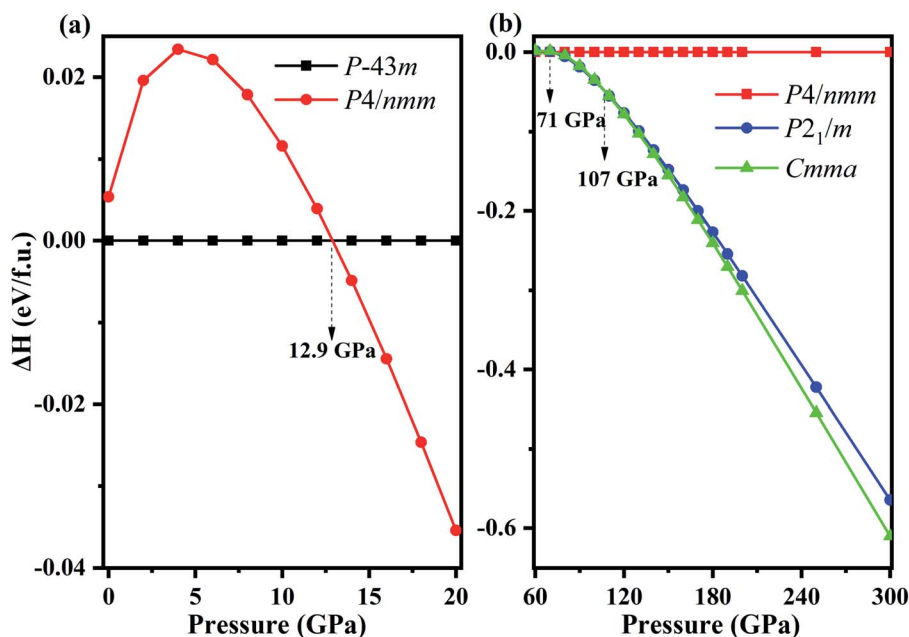 (a)
P-43m
P4/nmm
0.02
0.00
-0.02
-0.04
ΔH (eV/f.u.)
12.9 GPa
0 5 10 15 20
Pressure (GPa)
(b)
P4/nmm
P2₁/m
Cmma
0.0
-0.2
-0.4
-0.6
71 GPa
107 GPa
60 120 180 240 300
Pressure (GPa)